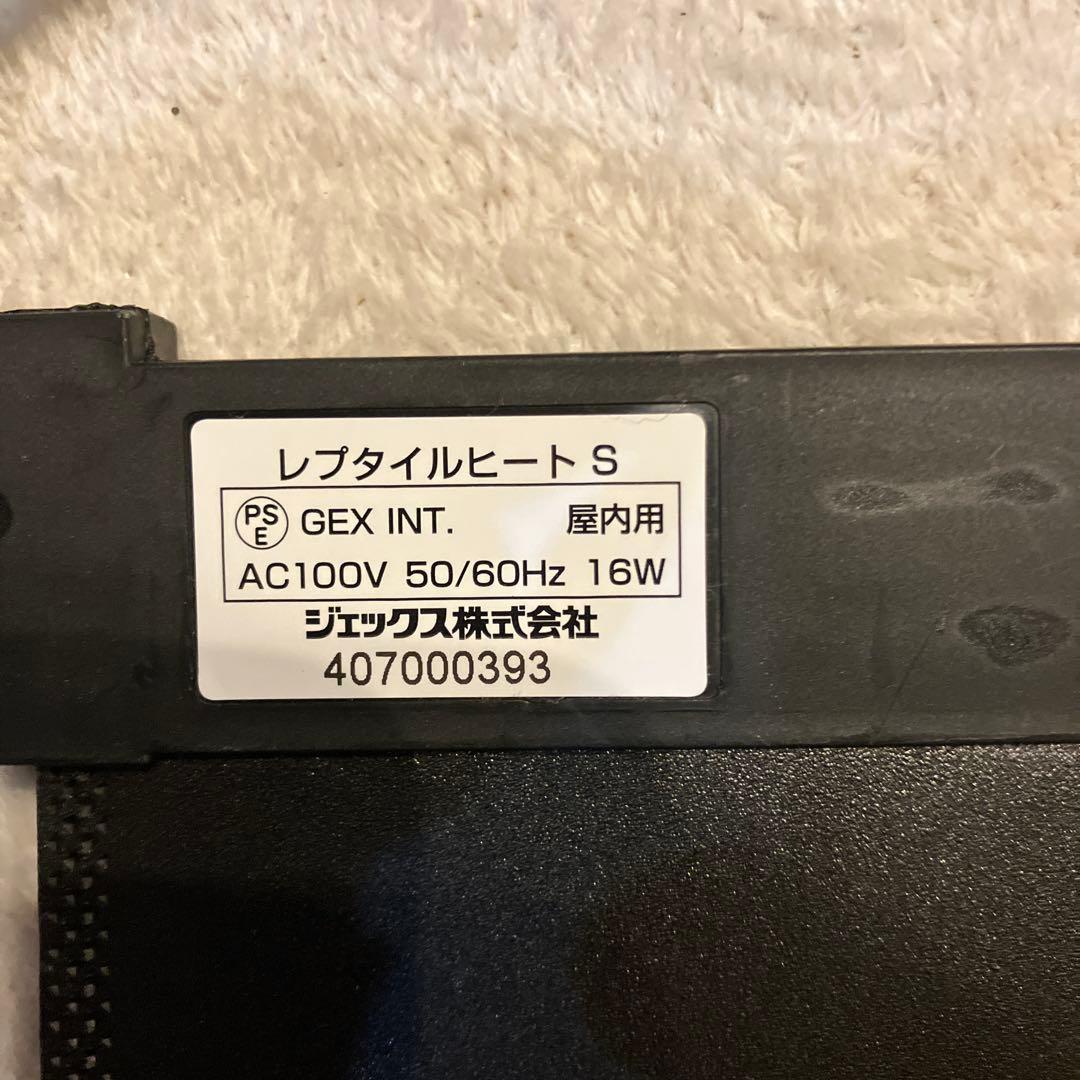 レプタイルヒート S
PS E GEX INT. 屋内用
AC100V 50/60Hz 16W
ジェックス株式会社
407000393